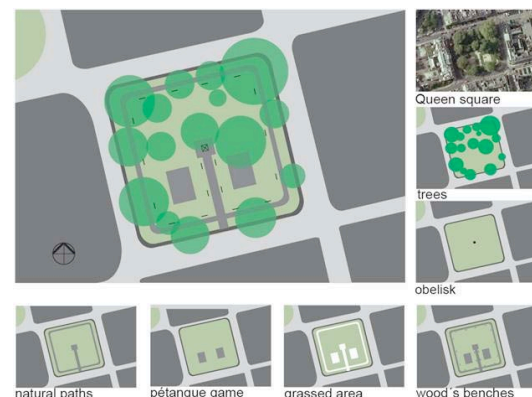 Queen square
trees
obelisk
natural paths
pétanque game
grassed area
wood´s benches